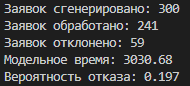 Заявок сгенерировано: 300
Заявок обработано: 241
Заявок отклонено: 59
Модельное время: 3030.68
Вероятность отказа: 0.197